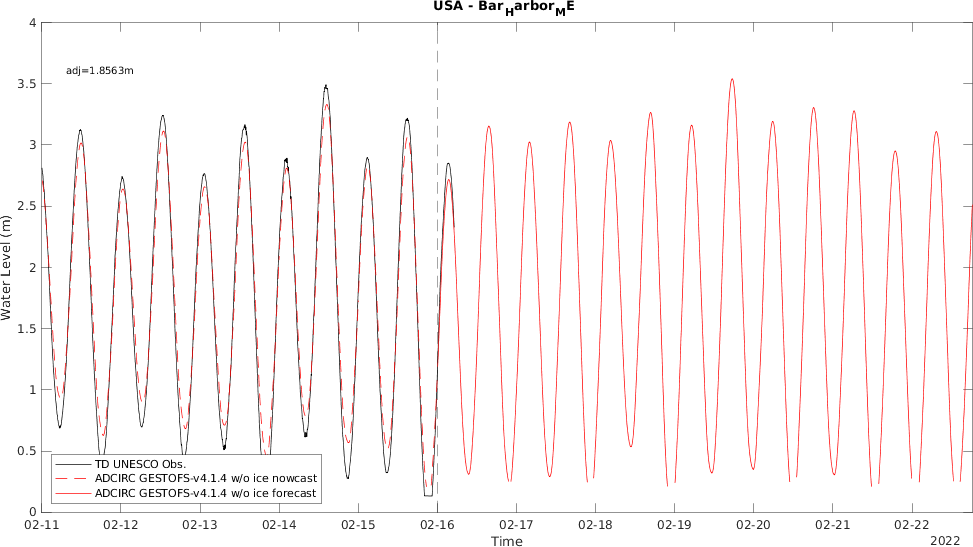 USA - Bar_Harbor_ME
4
3.5
3
2.5
2
1.5
1
0.5
0
Water Level (m)
adj=1.8563m
TD UNESCO Obs.
ADCIRC GESTOFS-v4.1.4 w/o ice nowcast
ADCIRC GESTOFS-v4.1.4 w/o ice forecast
02-11 02-12 02-13 02-14 02-15 02-16 02-17 02-18 02-19 02-20 02-21 02-22
Time
2022